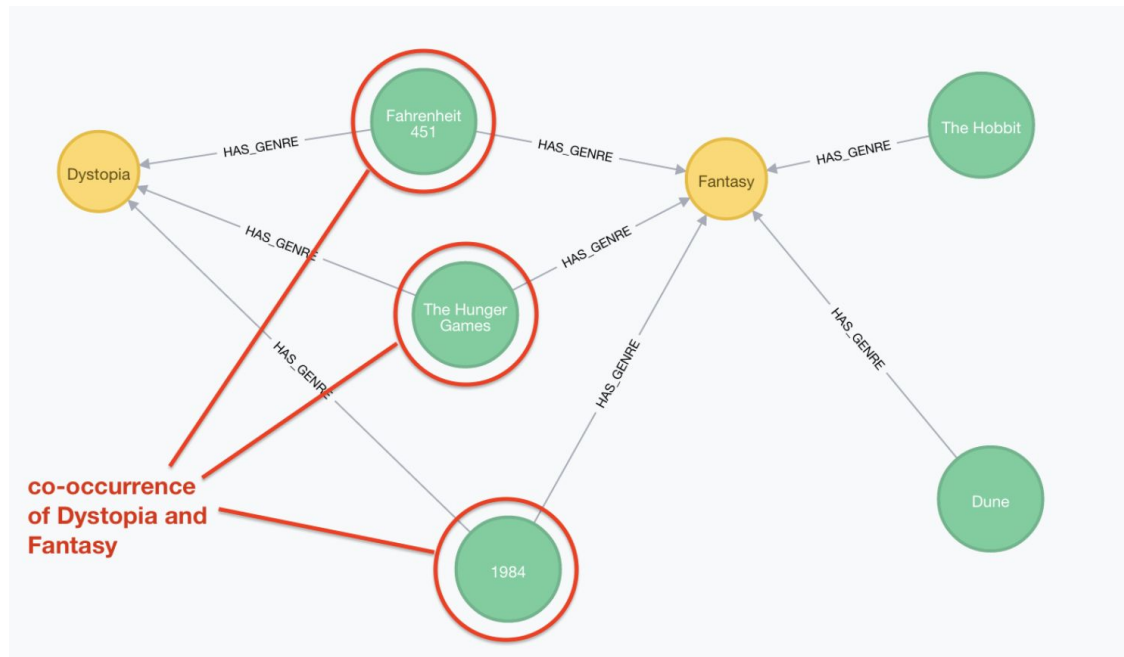 Fahrenheit
451
HAS_GENRE
HAS_GENRE
The Hobbit
HAS_GENRE
Dystopia
Fantasy
HAS_GENRE
HAS_GENRE
The Hunger
Games
HAS_GENRE
HAS_GENRE
HAS_GENRE
co-occurrence
of Dystopia and
Fantasy
Dune
1984